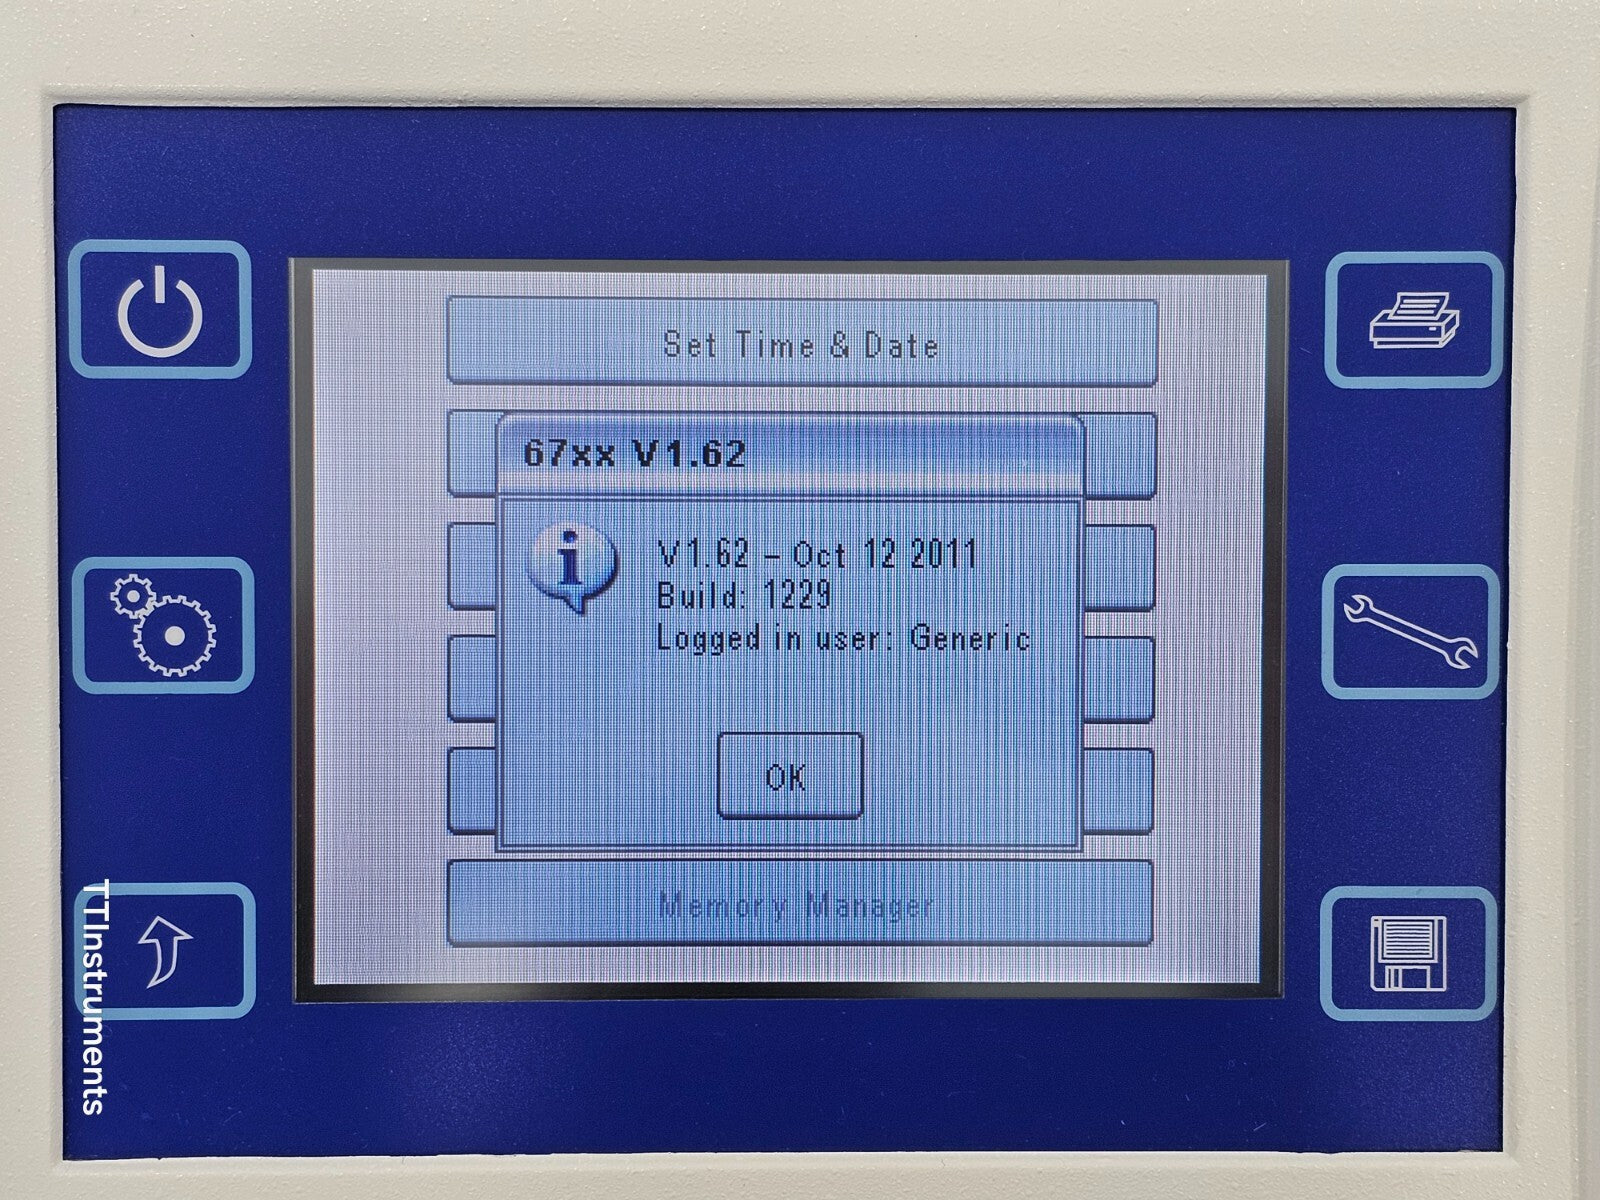 Set Time & Date
67xx V1.62
V1.62 - Oct 12 2011
Build: 1229
Logged in user: Generic
OK
Memory Manager
TTInstruments